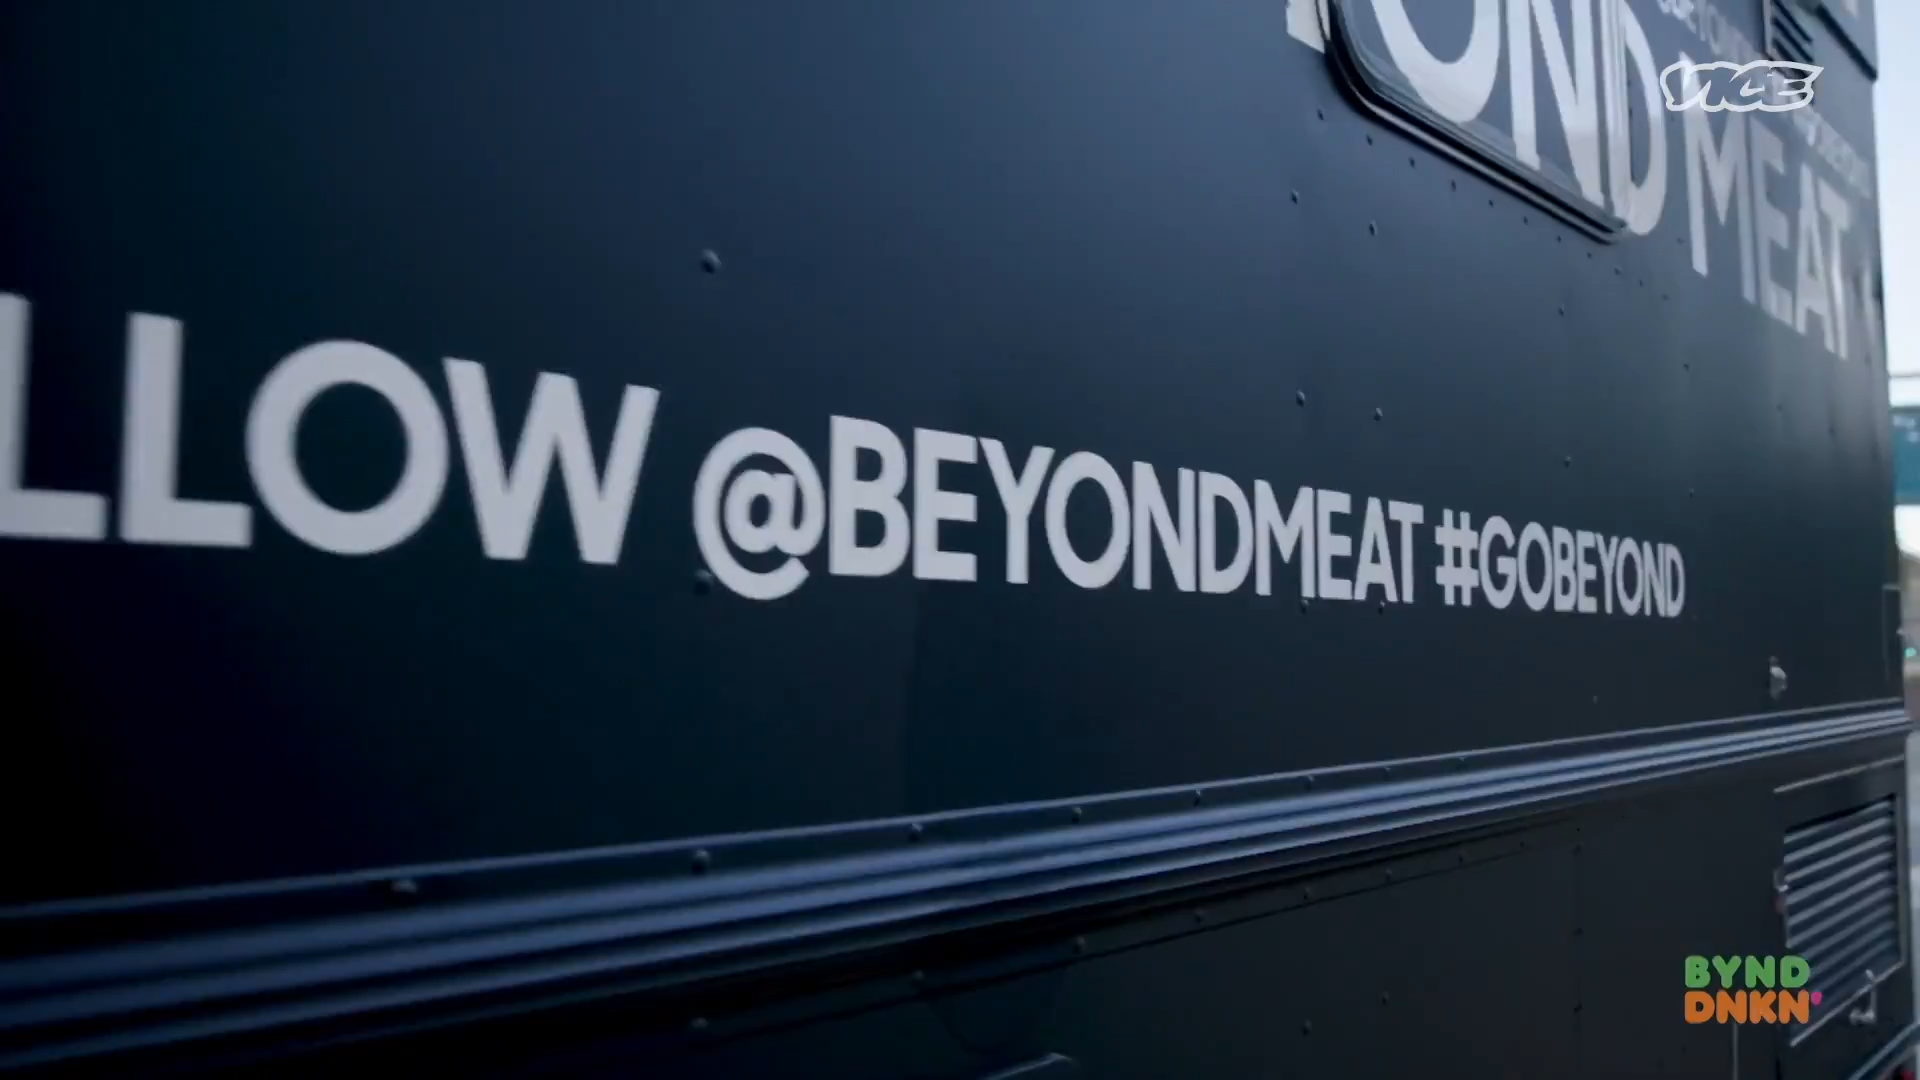 OND
VICE
MEAT
LLOW @BEYONDMEAT #GOBEYOND
BYND
DNKN'